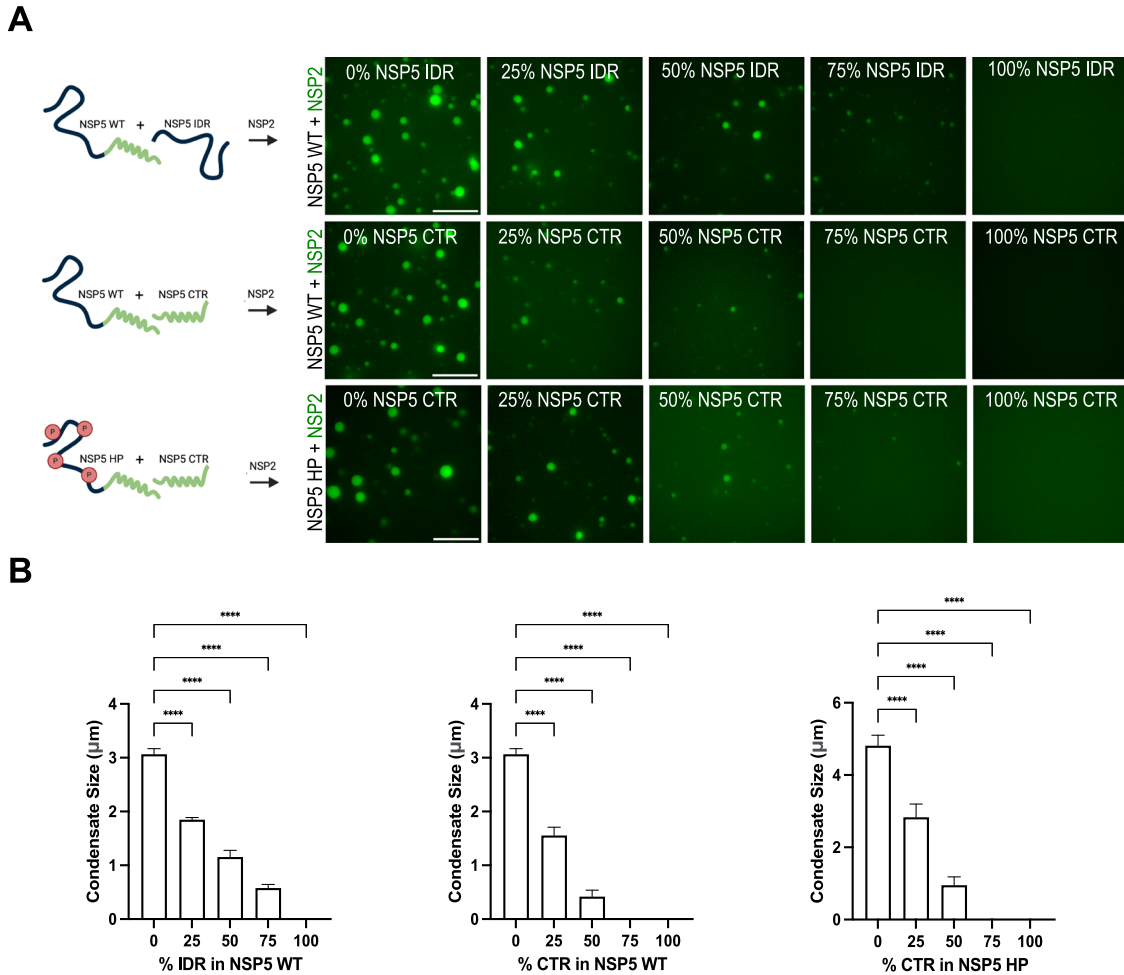 A
NSP5 WT + NSP5 IDR NSP2
NSP5 WT + NSP2
0% NSP5 IDR 25% NSP5 IDR 50% NSP5 IDR 75% NSP5 IDR 100% NSP5 IDR
NSP5 WT + NSP5 CTR NSP2
NSP5 WT + NSP2
0% NSP5 CTR 25% NSP5 CTR 50% NSP5 CTR 75% NSP5 CTR 100% NSP5 CTR
P P P P
NSP5 HP + NSP5 CTR NSP2
NSP5 HP + NSP2
0% NSP5 CTR 25% NSP5 CTR 50% NSP5 CTR 75% NSP5 CTR 100% NSP5 CTR
B
****
****
****
****
Condensate Size (μm)
4
3
2
1
0
0 25 50 75 100
% IDR in NSP5 WT
****
****
****
****
Condensate Size (μm)
4
3
2
1
0
0 25 50 75 100
% CTR in NSP5 WT
****
****
****
****
Condensate Size (μm)
6
4
2
0
0 25 50 75 100
% CTR in NSP5 HP